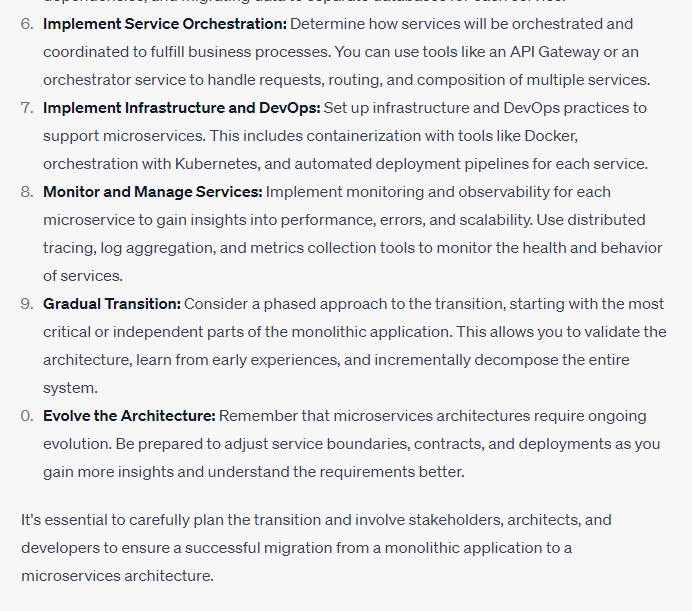 dependencies, and migrating data to separate databases for each service.
6. Implement Service Orchestration: Determine how services will be orchestrated and
coordinated to fulfill business processes. You can use tools like an API Gateway or an
orchestrator service to handle requests, routing, and composition of multiple services.
7. Implement Infrastructure and DevOps: Set up infrastructure and DevOps practices to
support microservices. This includes containerization with tools like Docker,
orchestration with Kubernetes, and automated deployment pipelines for each service.
8. Monitor and Manage Services: Implement monitoring and observability for each
microservice to gain insights into performance, errors, and scalability. Use distributed
tracing, log aggregation, and metrics collection tools to monitor the health and behavior
of services.
9. Gradual Transition: Consider a phased approach to the transition, starting with the most
critical or independent parts of the monolithic application. This allows you to validate the
architecture, learn from early experiences, and incrementally decompose the entire
system.
0. Evolve the Architecture: Remember that microservices architectures require ongoing
evolution. Be prepared to adjust service boundaries, contracts, and deployments as you
gain more insights and understand the requirements better.
It's essential to carefully plan the transition and involve stakeholders, architects, and
developers to ensure a successful migration from a monolithic application to a
microservices architecture.